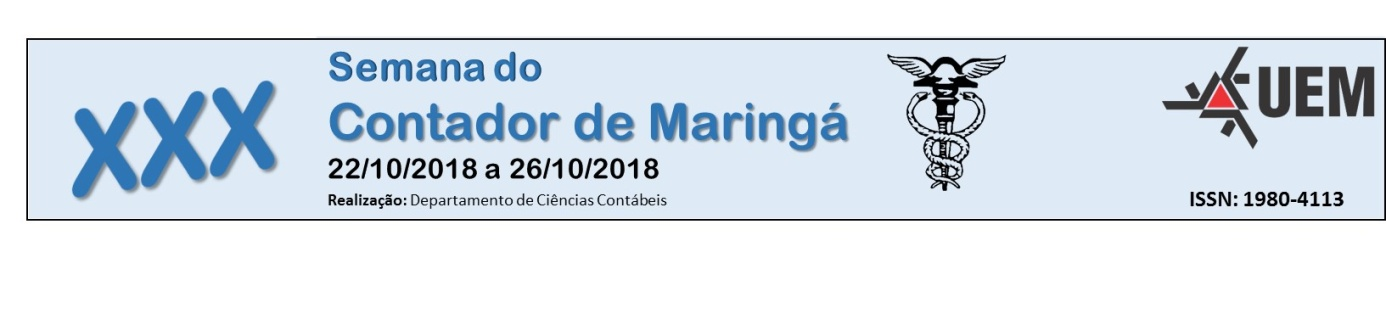 XXX
Semana do
Contador de Maringá
22/10/2018 a 26/10/2018
Realização: Departamento de Ciências Contábeis
UEM
ISSN: 1980-4113